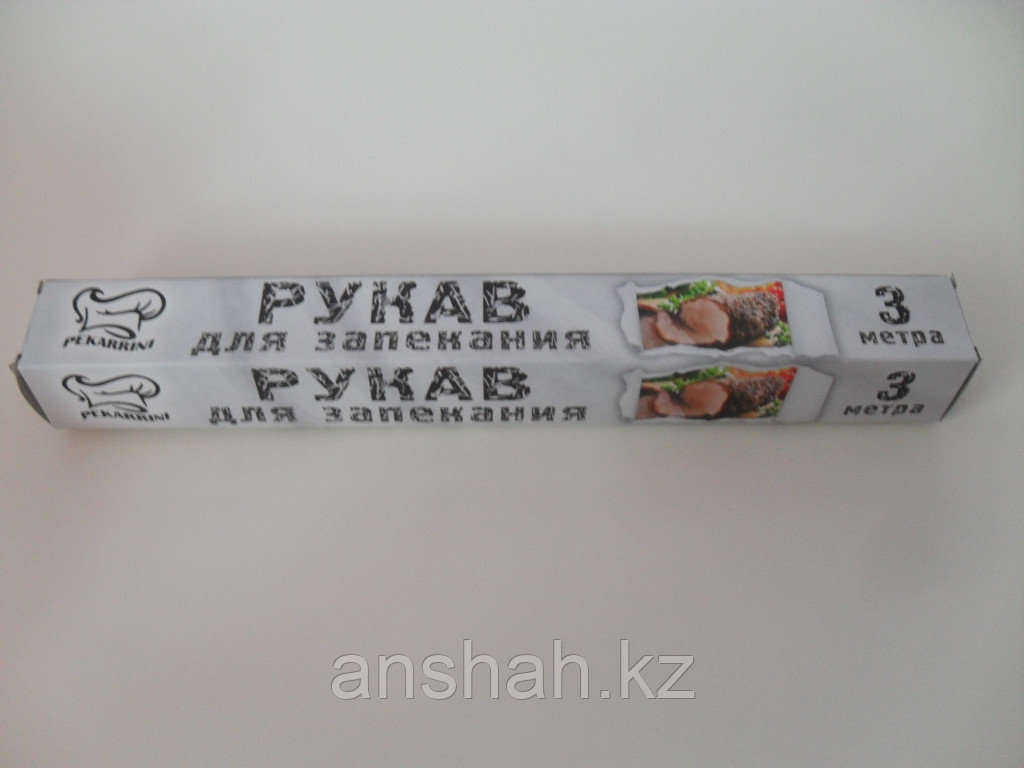 PEKARRINI
РУКАВ
для запекания
3
метра
PEKARRINI
РУКАВ
для запекания
3
метра
anshah.kz